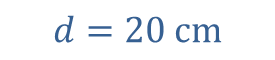 d = 20 cm